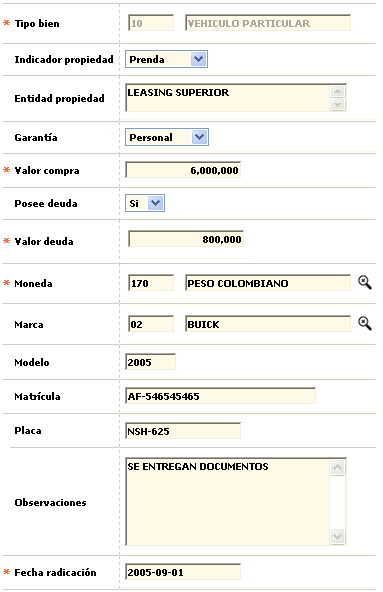 * Tipo bien 10 VEHICULO PARTICULAR
Indicador propiedad Prenda
Entidad propiedad LEASING SUPERIOR
Garantía Personal
* Valor compra 6,000,000
Posee deuda Si
* Valor deuda 800,000
* Moneda 170 PESO COLOMBIANO
Marca 02 BUICK
Modelo 2005
Matrícula AF-546545465
Placa NSH-625
Observaciones SE ENTREGAN DOCUMENTOS
* Fecha radicación 2005-09-01